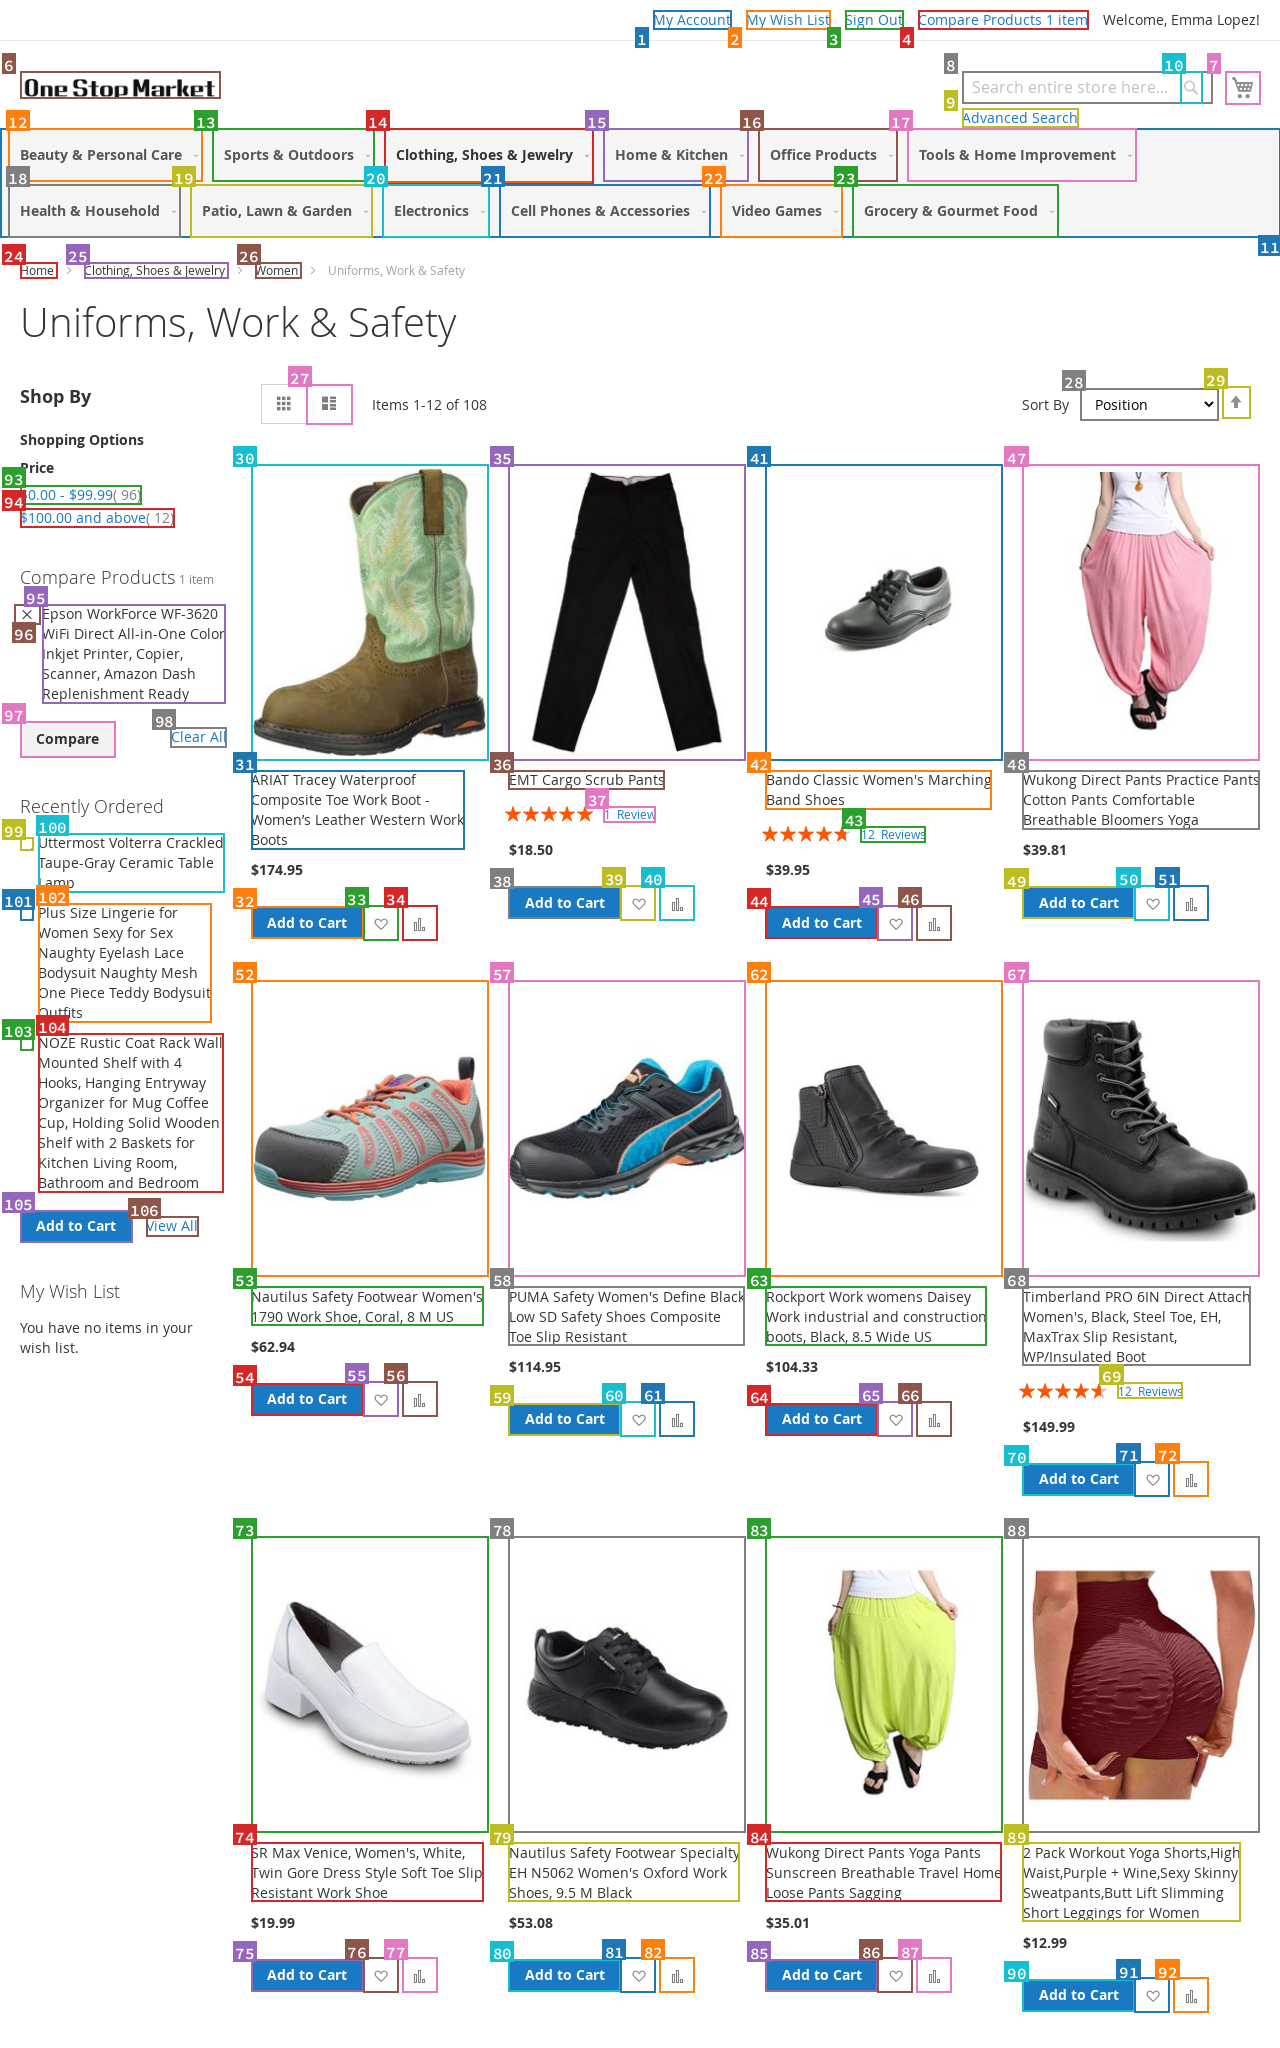 My Account My Wish List Sign Out Compare Products 1 item Welcome, Emma Lopez!
1 2 3 4
6 8 10 7
One Stop Market Search entire store here...
9 Advanced Search
12 13 14 15 16 17
Beauty & Personal Care Sports & Outdoors Clothing, Shoes & Jewelry Home & Kitchen Office Products Tools & Home Improvement
18 19 20 21 22 23
Health & Household Patio, Lawn & Garden Electronics Cell Phones & Accessories Video Games Grocery & Gourmet Food
24 25 26 11
Home Clothing, Shoes & Jewelry Women Uniforms, Work & Safety
Uniforms, Work & Safety
27 28 29
Items 1-12 of 108 Sort By Position
Shop By
Shopping Options
Price
93 $0.00 - $99.99( 96)
94 $100.00 and above( 12)
Compare Products 1 item
95
96
Epson WorkForce WF-3620
WiFi Direct All-in-One Color
Inkjet Printer, Copier,
Scanner, Amazon Dash
Replenishment Ready
97 98
Compare Clear All
Recently Ordered
99 100
Uttermost Volterra Crackled
Taupe-Gray Ceramic Table
Lamp
101 102
Plus Size Lingerie for
Women Sexy for Sex
Naughty Eyelash Lace
Bodysuit Naughty Mesh
One Piece Teddy Bodysuit
Outfits
103 104
NOZE Rustic Coat Rack Wall
Mounted Shelf with 4
Hooks, Hanging Entryway
Organizer for Mug Coffee
Cup, Holding Solid Wooden
Shelf with 2 Baskets for
Kitchen Living Room,
Bathroom and Bedroom
105 106
Add to Cart View All
My Wish List
You have no items in your
wish list.
30
31
ARIAT Tracey Waterproof
Composite Toe Work Boot -
Women’s Leather Western Work
Boots
$174.95
32 33 34
Add to Cart
35
36
EMT Cargo Scrub Pants
37
1 Review
$18.50
38 39 40
Add to Cart
41
42
Bando Classic Women's Marching
Band Shoes
43
12 Reviews
$39.95
44 45 46
Add to Cart
47
48
Wukong Direct Pants Practice Pants
Cotton Pants Comfortable
Breathable Bloomers Yoga
$39.81
49 50 51
Add to Cart
52
53
Nautilus Safety Footwear Women's
1790 Work Shoe, Coral, 8 M US
$62.94
54 55 56
Add to Cart
57
58
PUMA Safety Women's Define Black
Low SD Safety Shoes Composite
Toe Slip Resistant
$114.95
59 60 61
Add to Cart
62
63
Rockport Work womens Daisey
Work industrial and construction
boots, Black, 8.5 Wide US
$104.33
64 65 66
Add to Cart
67
68
Timberland PRO 6IN Direct Attach
Women's, Black, Steel Toe, EH,
MaxTrax Slip Resistant,
WP/Insulated Boot
69
12 Reviews
$149.99
70 71 72
Add to Cart
73
74
SR Max Venice, Women's, White,
Twin Gore Dress Style Soft Toe Slip
Resistant Work Shoe
$19.99
75 76 77
Add to Cart
78
79
Nautilus Safety Footwear Specialty
EH N5062 Women's Oxford Work
Shoes, 9.5 M Black
$53.08
80 81 82
Add to Cart
83
84
Wukong Direct Pants Yoga Pants
Sunscreen Breathable Travel Home
Loose Pants Sagging
$35.01
85 86 87
Add to Cart
88
89
2 Pack Workout Yoga Shorts,High
Waist,Purple + Wine,Sexy Skinny
Sweatpants,Butt Lift Slimming
Short Leggings for Women
$12.99
90 91 92
Add to Cart